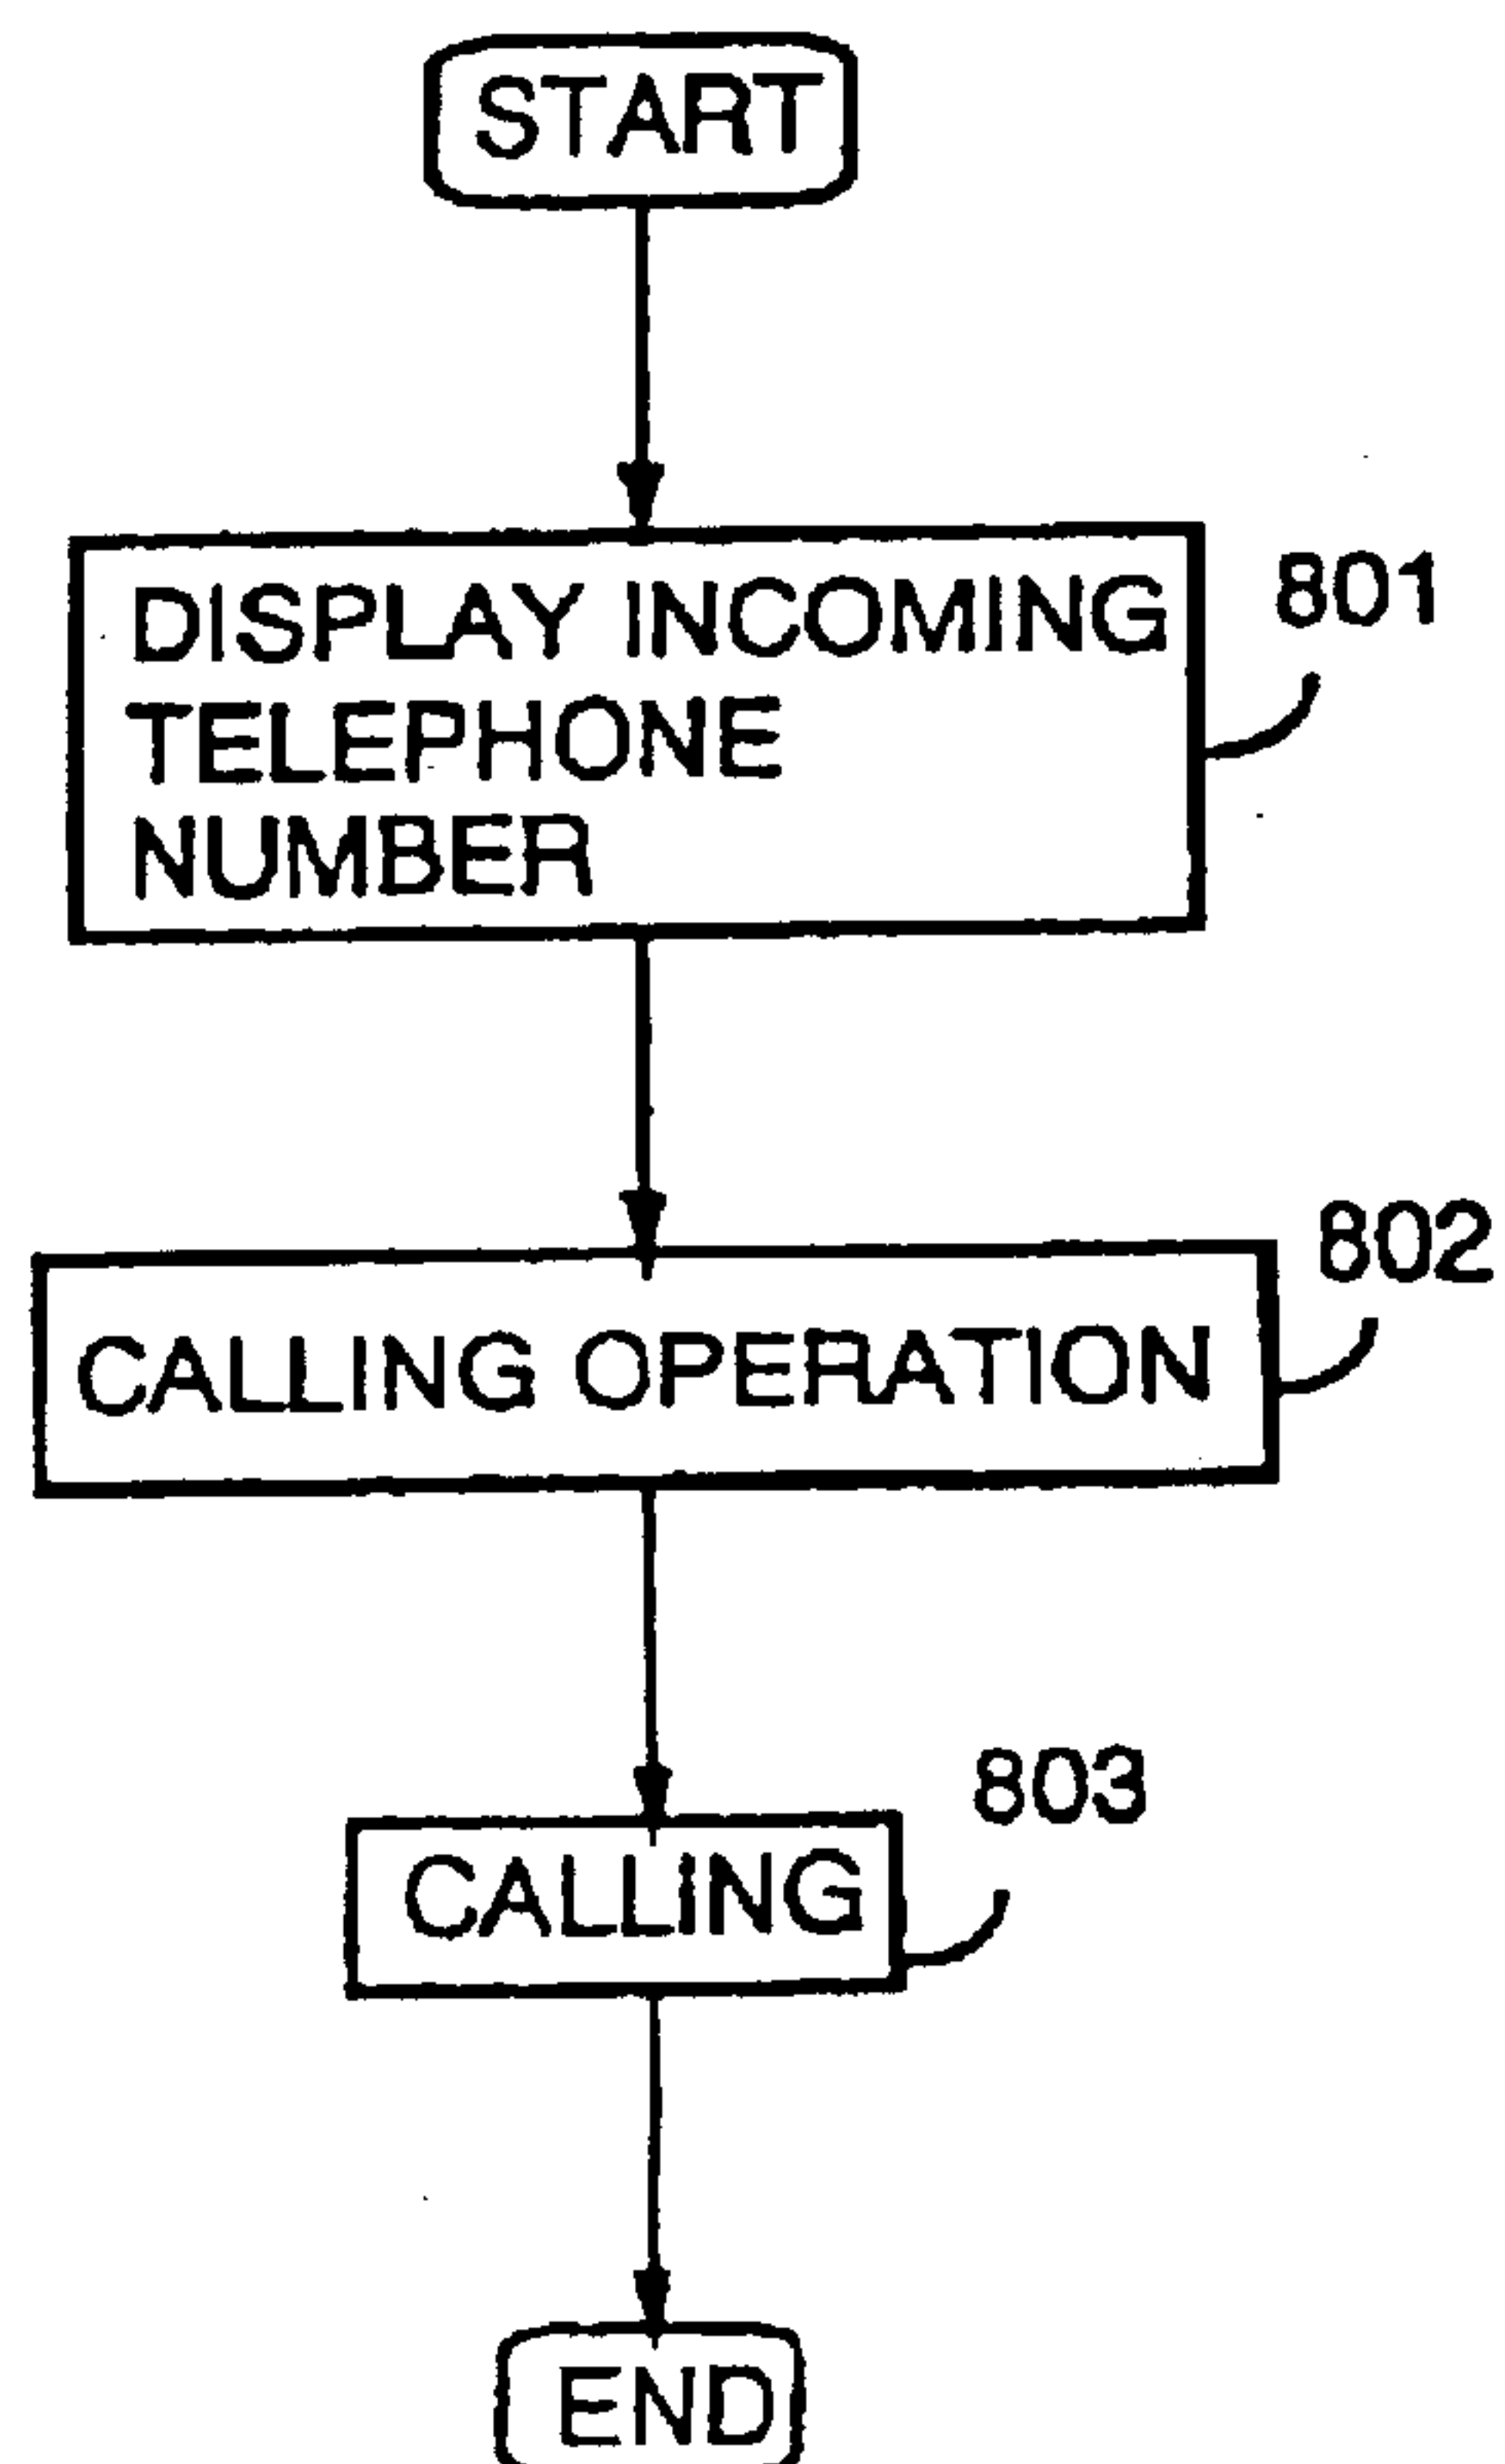 START
DISPLAY INCOMING
TELEPHONE
NUMBER
801
CALLING OPERATION
802
CALLING
803
END